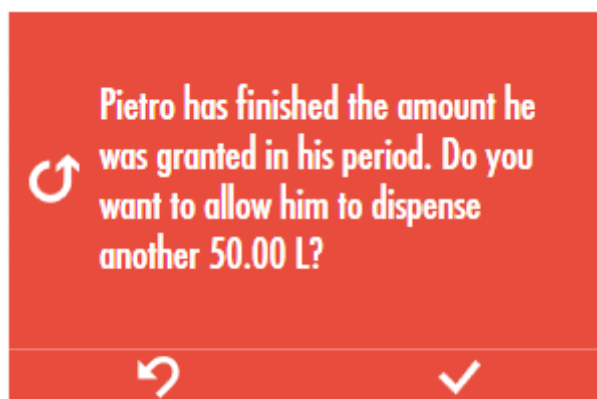 Pietro has finished the amount he
was granted in his period. Do you
want to allow him to dispense
another 50.00 L?